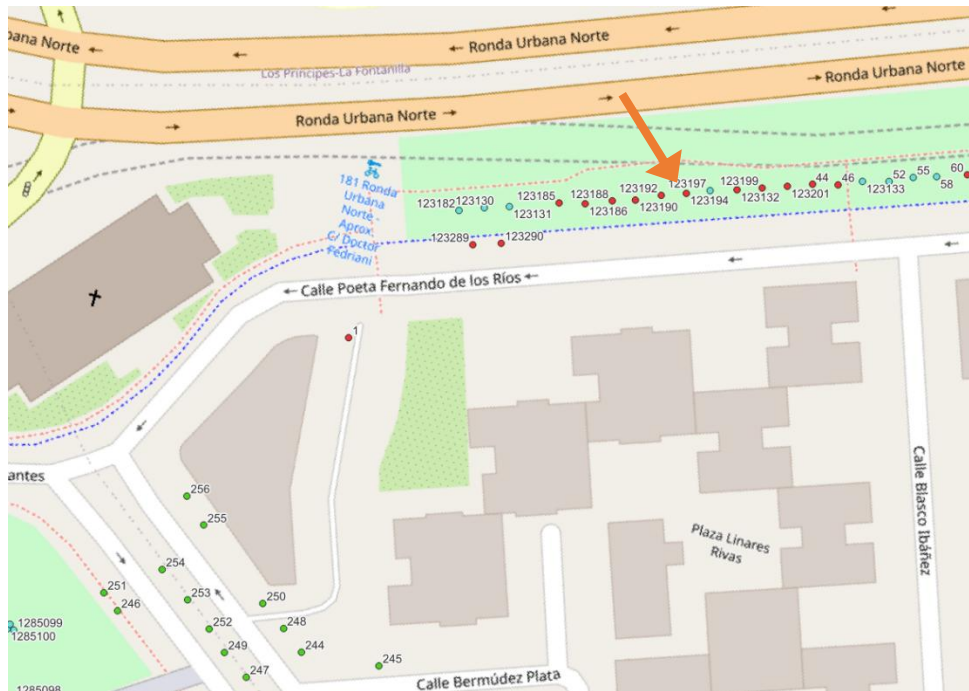 bana Norte ←
← Ronda Urbana Norte
Los Príncipes-La Fontanilla
→ Ronda Urbana Norte
Ronda Urbana Norte →
181 Ronda
Urbana
Norte -
Aprox.
C/ Doctor
Pedriani
123182
123130
123131
123185
123188
123186
123192
123190
123197
123194
123199
123132
123201
44
46
123133
52
55
58
60
123289
123290
← Calle Poeta Fernando de los Ríos ←
1
antes
256
255
254
253
252
251
246
249
247
250
248
244
245
1285099
1285100
1285098
Plaza Linares
Rivas
Calle Blasco Ibáñez
Calle Bermúdez Plata